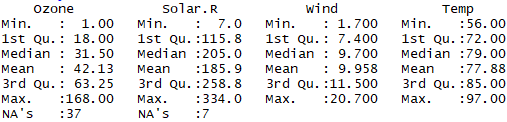 Ozone Solar.R Wind Temp
Min. : 1.00 Min. : 7.0 Min. : 1.700 Min. :56.00
1st Qu.: 18.00 1st Qu.:115.8 1st Qu.: 7.400 1st Qu.:72.00
Median : 31.50 Median :205.0 Median : 9.700 Median :79.00
Mean : 42.13 Mean :185.9 Mean : 9.958 Mean :77.88
3rd Qu.: 63.25 3rd Qu.:258.8 3rd Qu.:11.500 3rd Qu.:85.00
Max. :168.00 Max. :334.0 Max. :20.700 Max. :97.00
NA's :37 NA's :7